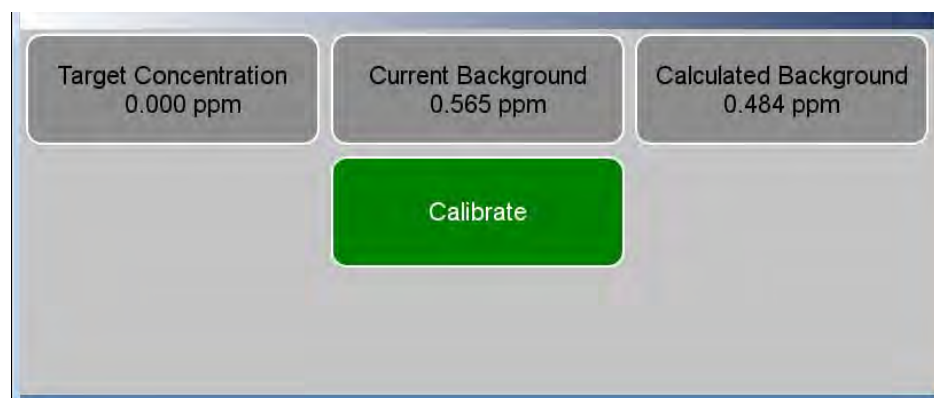 Target Concentration
0.000 ppm
Current Background
0.565 ppm
Calculated Background
0.484 ppm
Calibrate